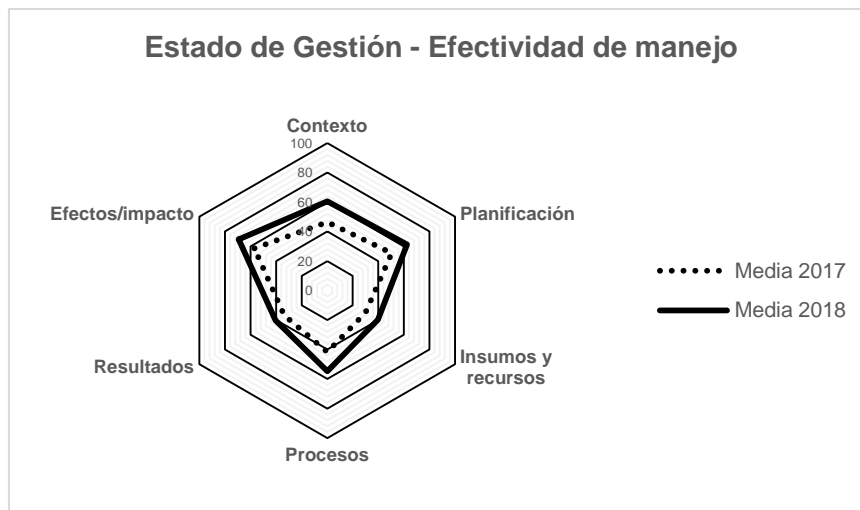 Estado de Gestión - Efectividad de manejo
Contexto
100
80
60
40
20
0
Efectos/impacto
Planificación
Media 2017
Media 2018
Resultados
Insumos y
recursos
Procesos